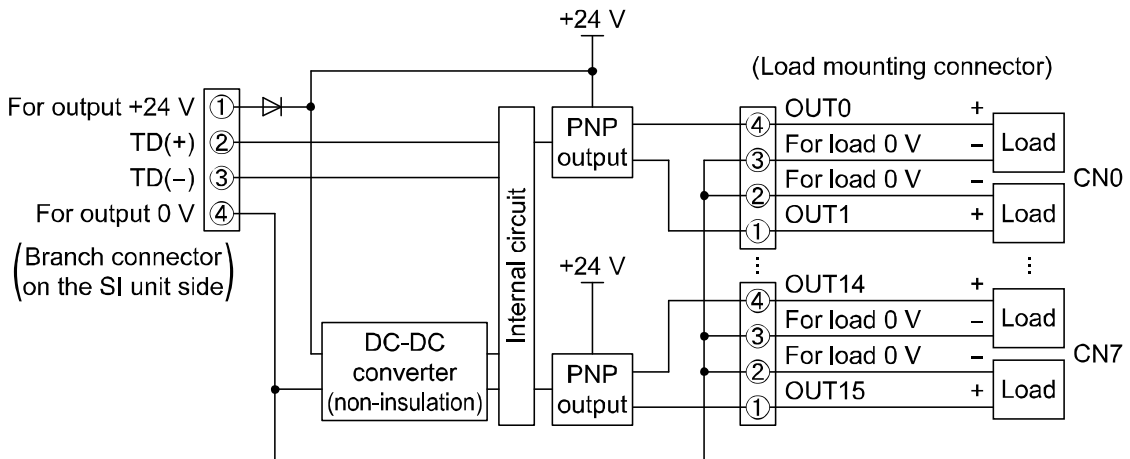 +24 V
(Load mounting connector)
For output +24 V ①
TD(+) ②
TD(−) ③
For output 0 V ④
(Branch connector
on the SI unit side)
Internal circuit
PNP
output
④ OUT0 + Load
③ For load 0 V −
② For load 0 V −
① OUT1 + Load
CN0
+24 V
DC-DC
converter
(non-insulation)
PNP
output
④ OUT14 + Load
③ For load 0 V −
② For load 0 V −
① OUT15 + Load
CN7